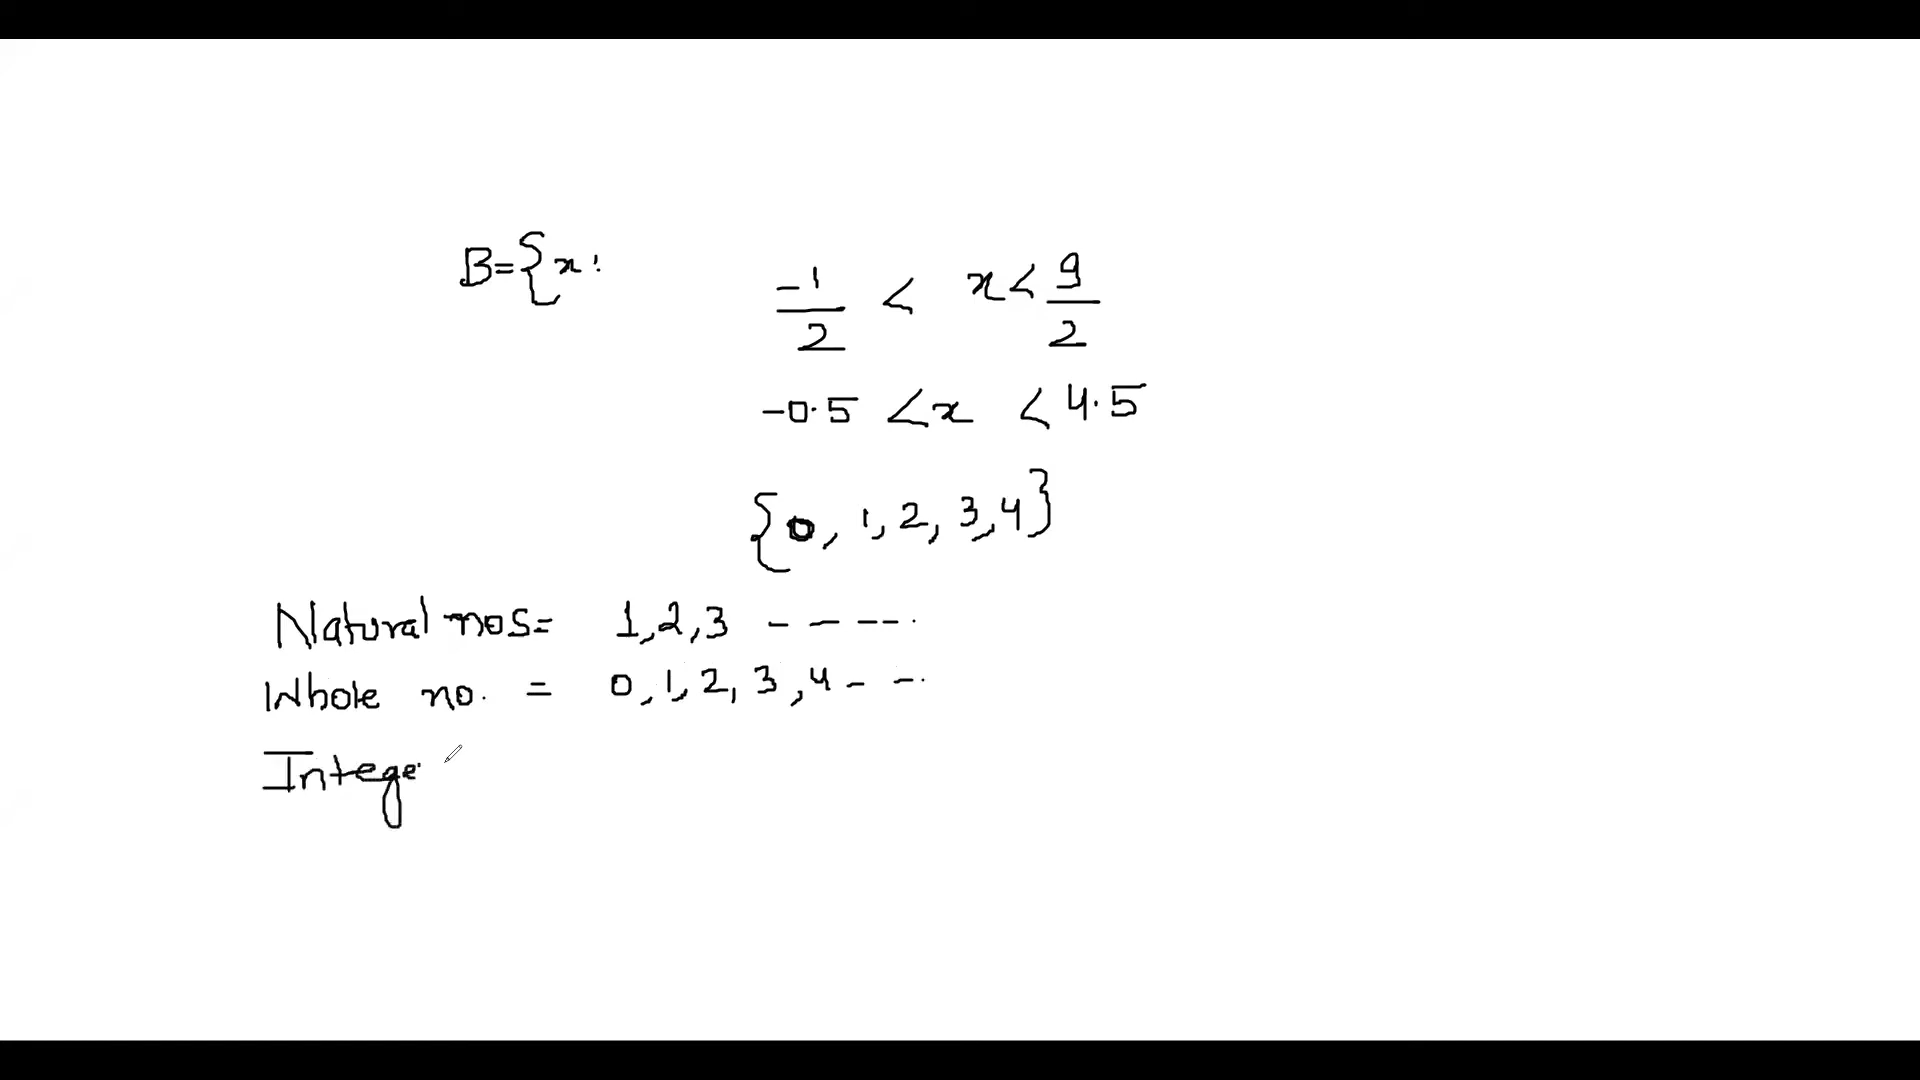 B={x: -1/2 < x < 9/2
-0.5 < x < 4.5
{0, 1, 2, 3, 4}
Natural nos = 1, 2, 3 - - - - .
Whole no. = 0, 1, 2, 3, 4 - - .
Intege